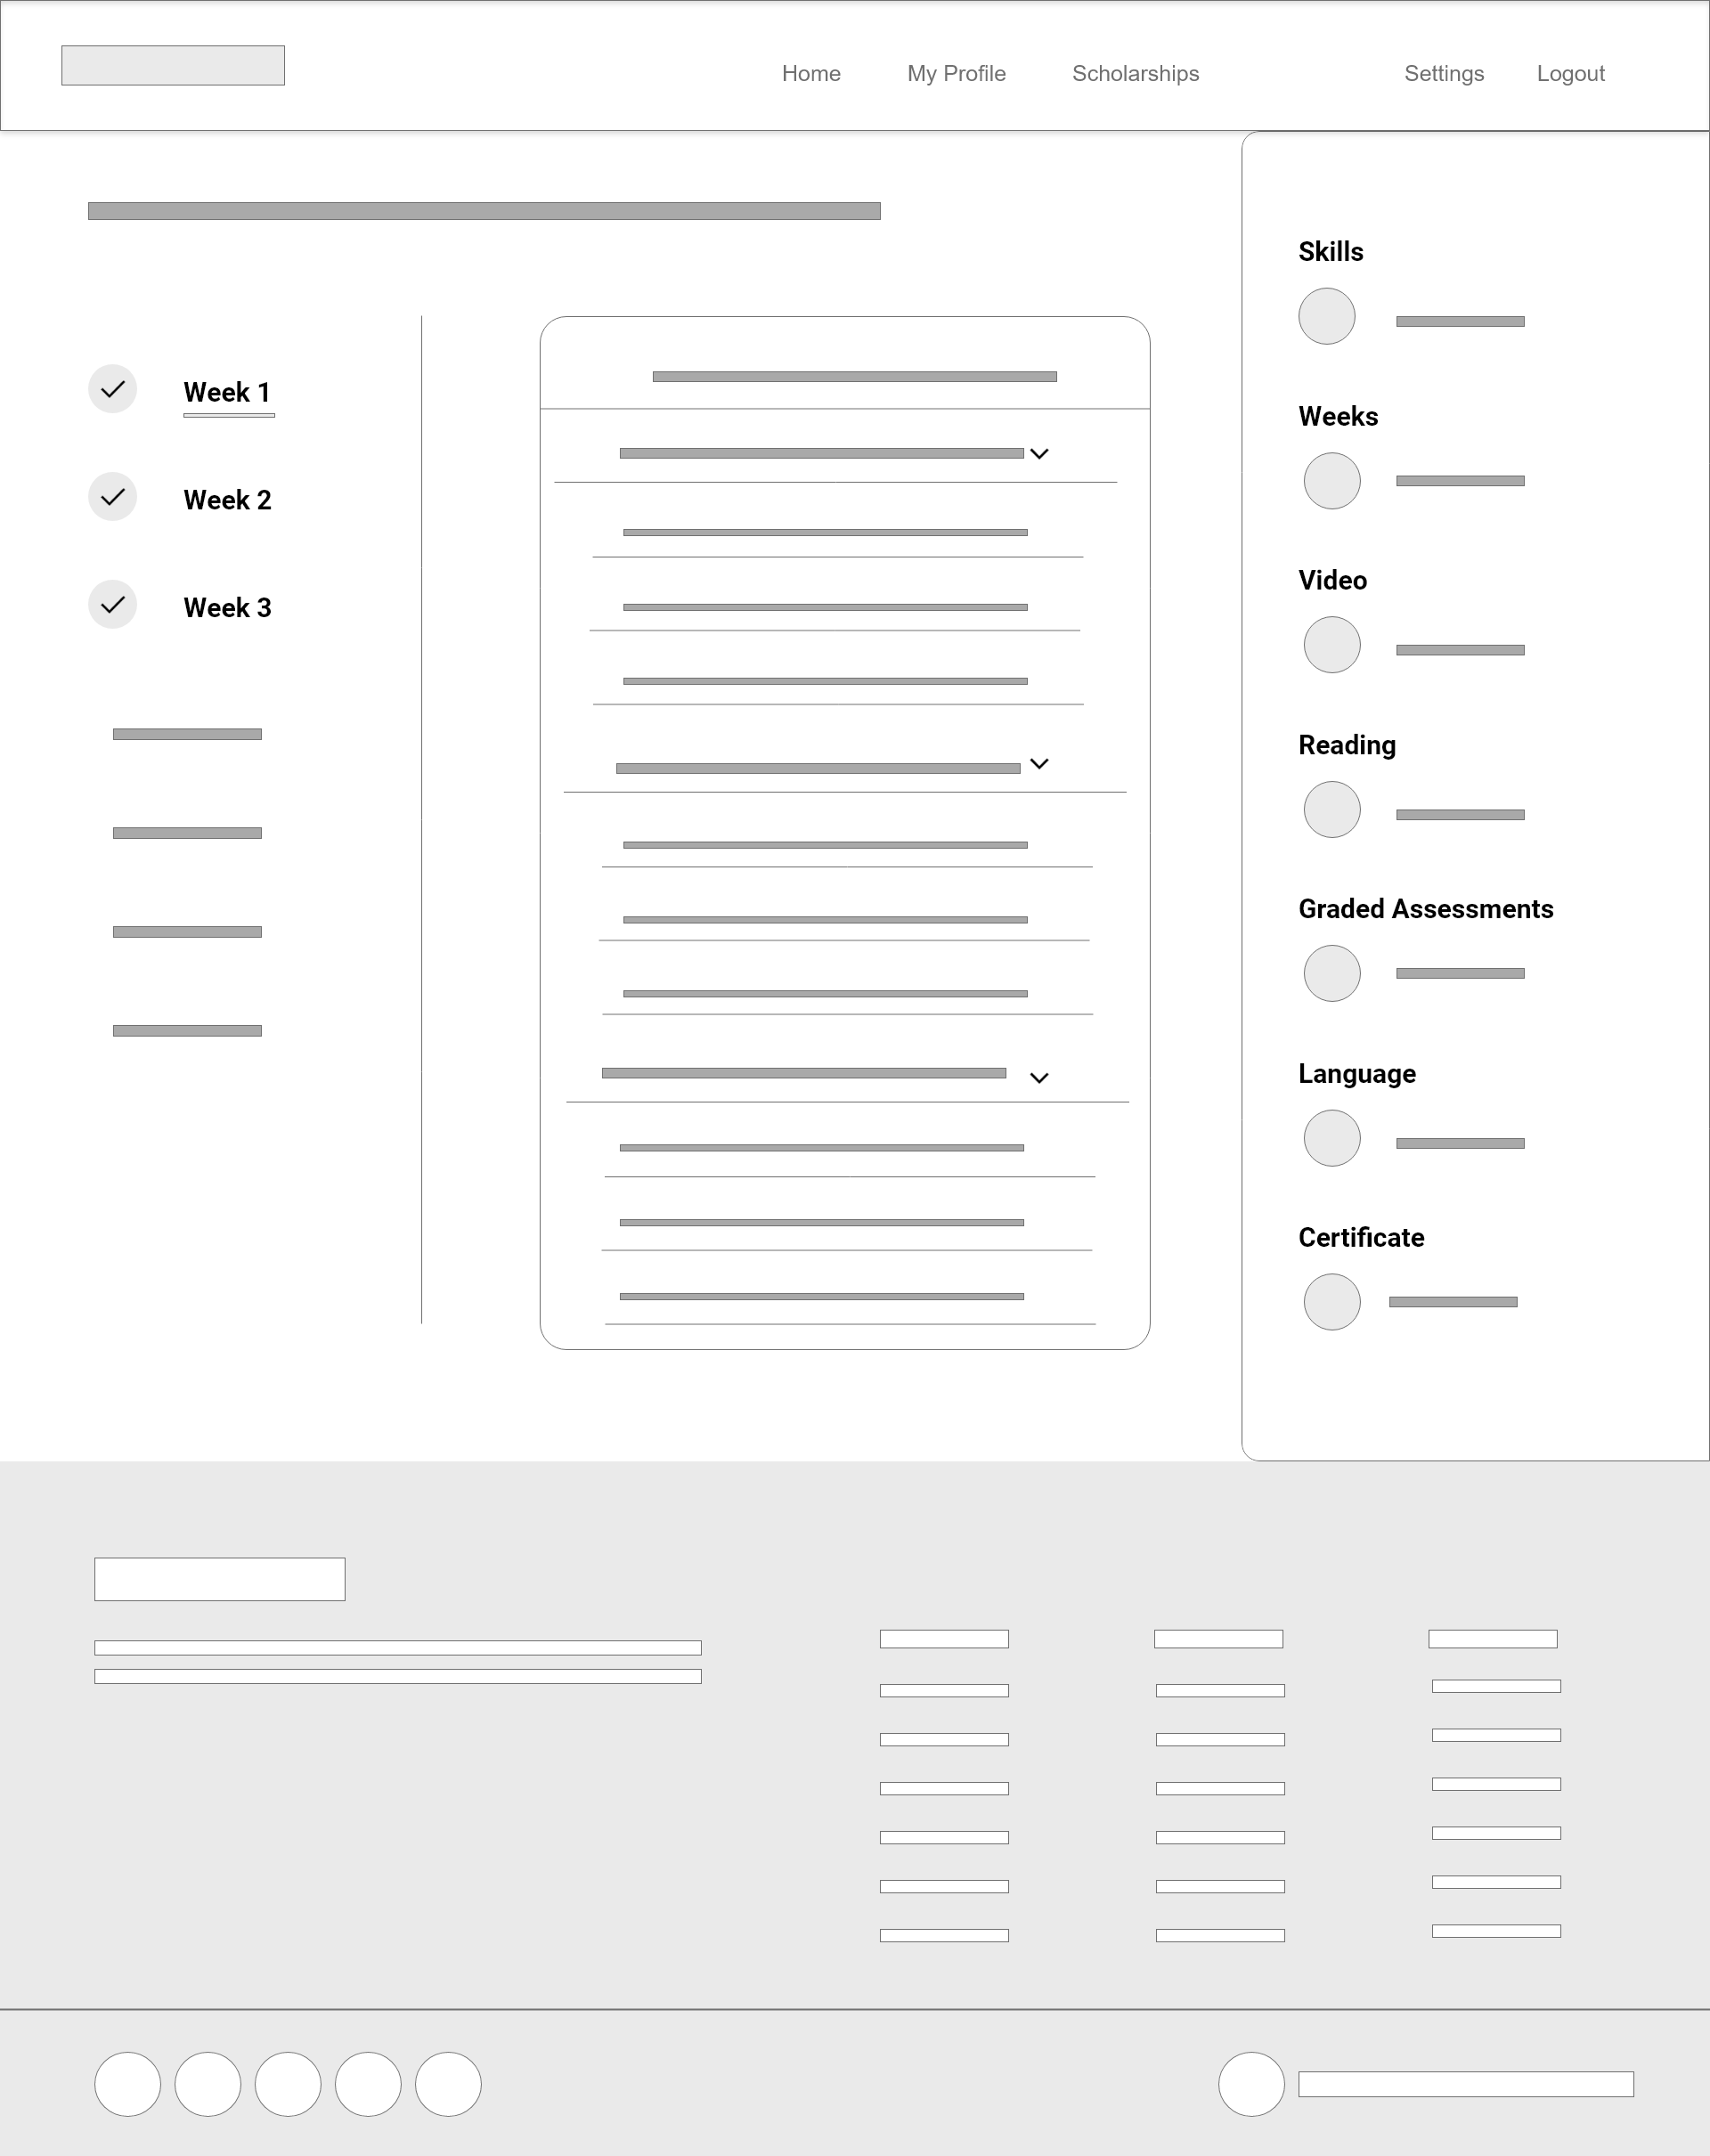 Home My Profile Scholarships Settings Logout
Week 1
Week 2
Week 3
Skills
Weeks
Video
Reading
Graded Assessments
Language
Certificate